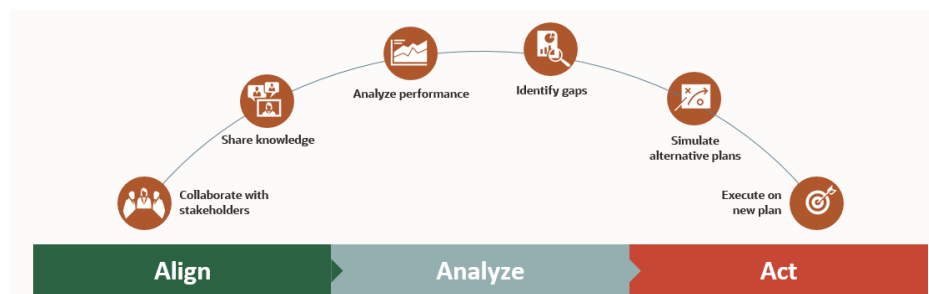 Collaborate with
stakeholders
Share knowledge
Analyze performance
Identify gaps
Simulate
alternative plans
Execute on
new plan
Align
Analyze
Act